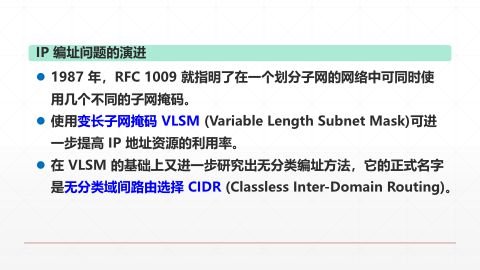 IP 编址问题的演进
● 1987 年，RFC 1009 就指明了在一个划分子网的网络中可同时使
用几个不同的子网掩码。
● 使用变长子网掩码 VLSM (Variable Length Subnet Mask)可进
一步提高 IP 地址资源的利用率。
● 在 VLSM 的基础上又进一步研究出无分类编址方法，它的正式名字
是无分类域间路由选择 CIDR (Classless Inter-Domain Routing)。